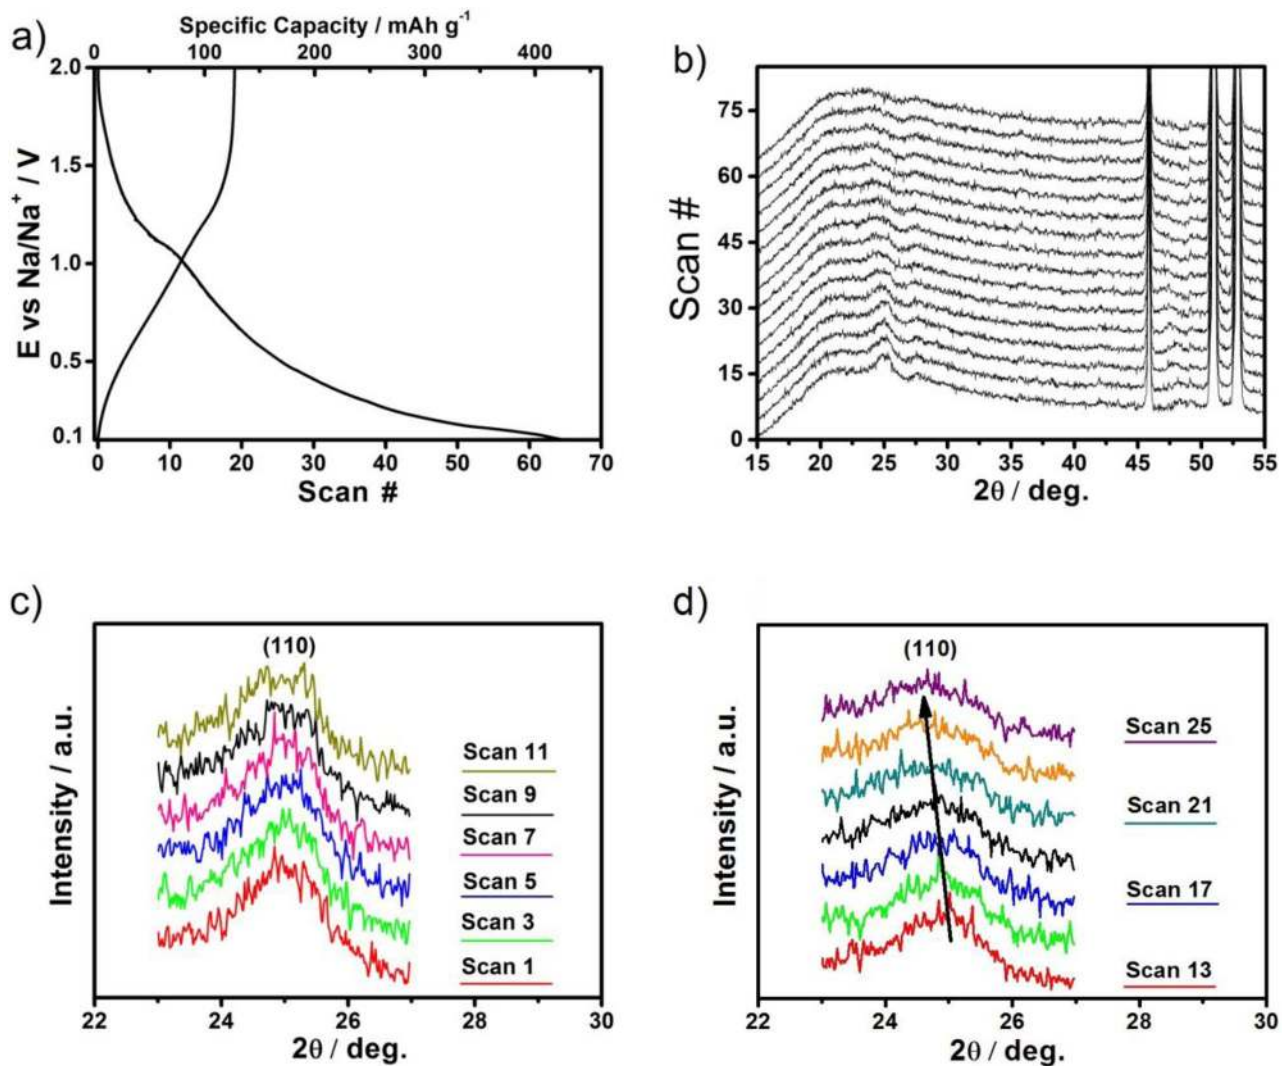 a)
Specific Capacity / mAh g⁻¹
0 100 200 300 400
E vs Na/Na⁺ / V
2.0
1.5
1.0
0.5
0.1
0 10 20 30 40 50 60 70
Scan #
b)
Scan #
75
60
45
30
15
0
15 20 25 30 35 40 45 50 55
2θ / deg.
c)
(110)
Intensity / a.u.
Scan 11
Scan 9
Scan 7
Scan 5
Scan 3
Scan 1
22 24 26 28 30
2θ / deg.
d)
(110)
Intensity / a.u.
Scan 25
Scan 21
Scan 17
Scan 13
22 24 26 28 30
2θ / deg.